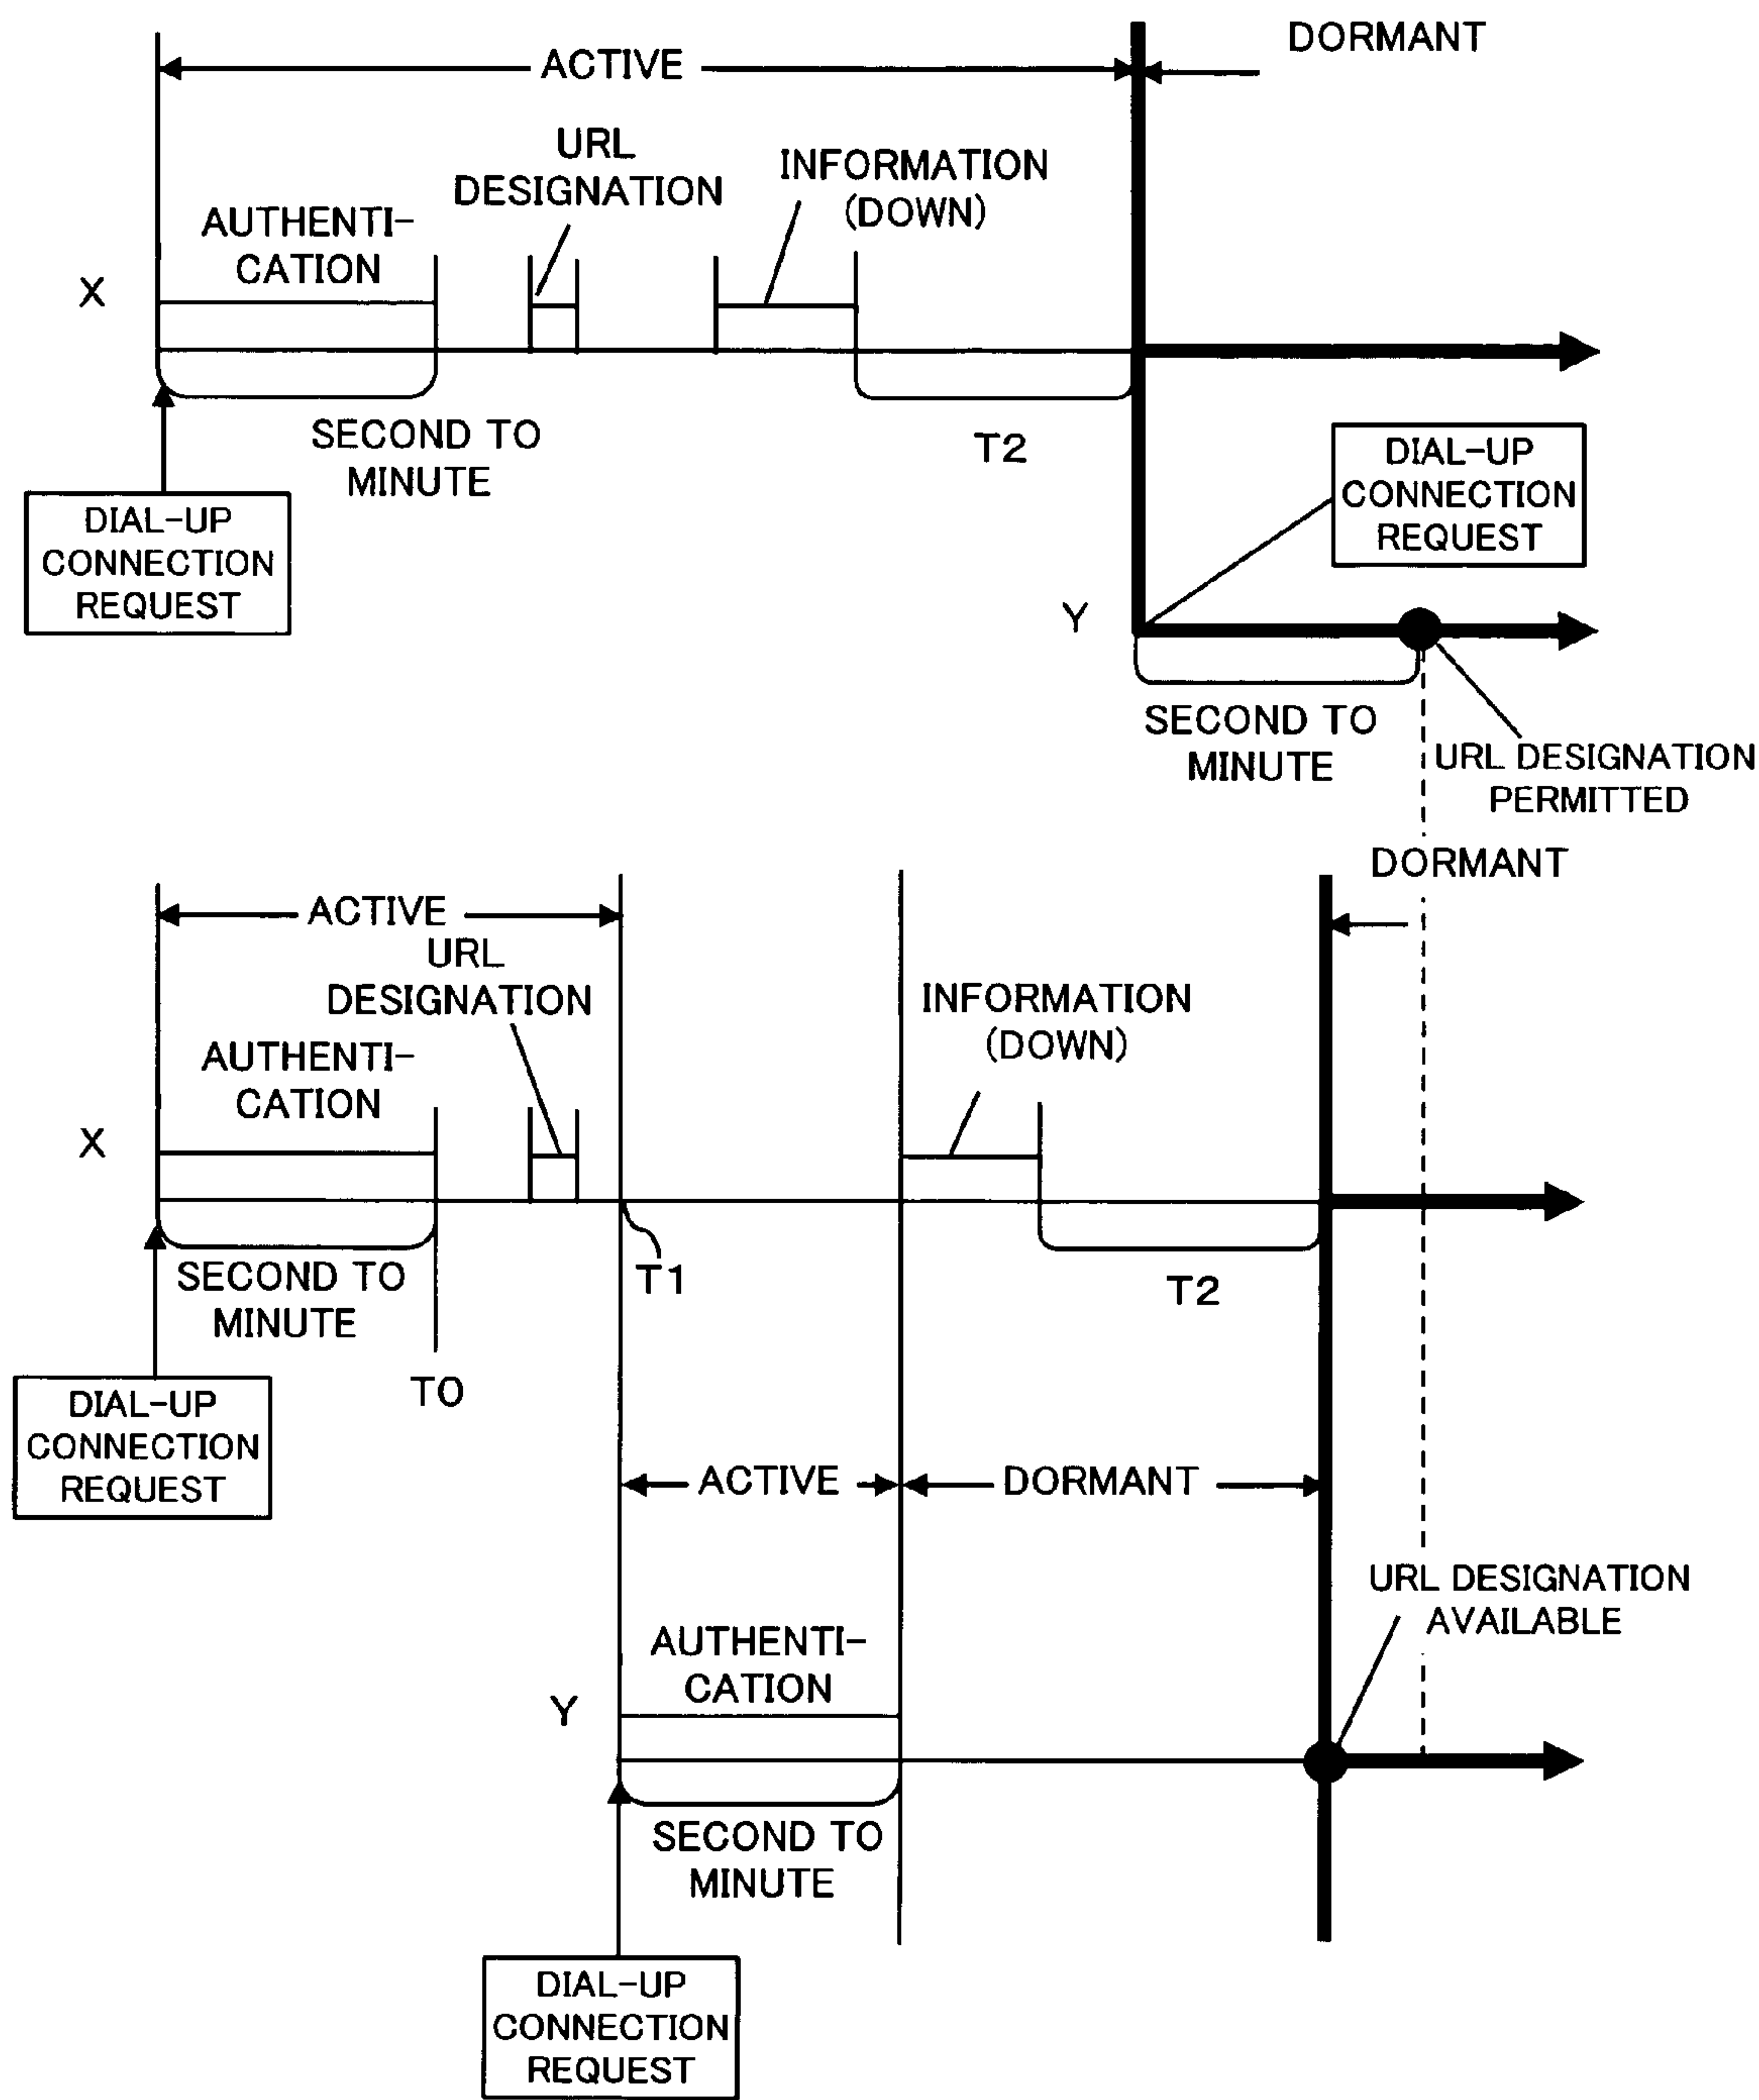 DORMANT
ACTIVE
URL
DESIGNATION
INFORMATION
(DOWN)
AUTHENTI-
CATION
X
SECOND TO
MINUTE
T2
DIAL-UP
CONNECTION
REQUEST
DIAL-UP
CONNECTION
REQUEST
Y
SECOND TO
MINUTE
URL DESIGNATION
PERMITTED
DORMANT
ACTIVE
URL
DESIGNATION
INFORMATION
(DOWN)
AUTHENTI-
CATION
X
SECOND TO
MINUTE
T1
T2
T0
DIAL-UP
CONNECTION
REQUEST
ACTIVE
DORMANT
URL DESIGNATION
AVAILABLE
AUTHENTI-
CATION
Y
SECOND TO
MINUTE
DIAL-UP
CONNECTION
REQUEST